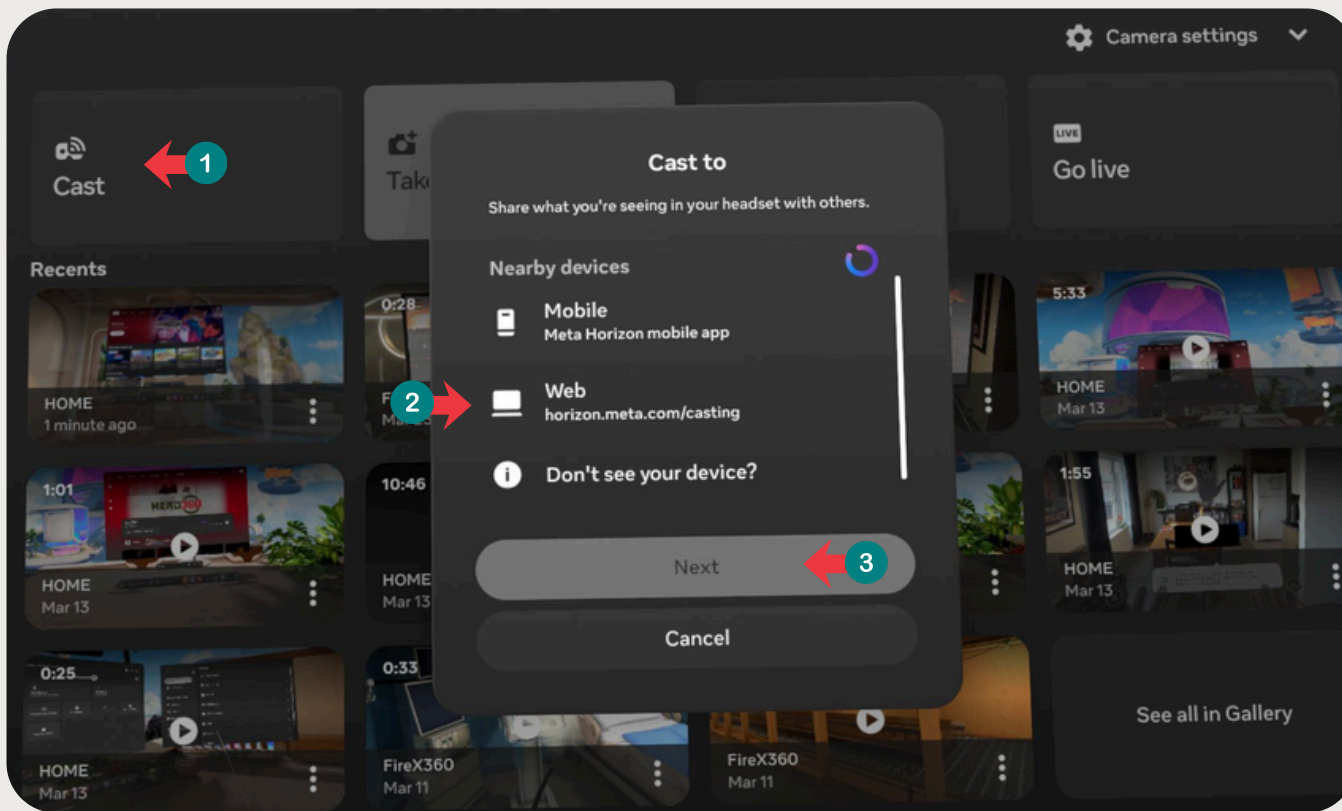 Camera settings
Cast
1
Take
LIVE
Go live
Cast to
Share what you're seeing in your headset with others.
Nearby devices
Mobile
Meta Horizon mobile app
2
Web
horizon.meta.com/casting
Don't see your device?
Next
3
Cancel
Recents
HOME
1 minute ago
0:28
5:33
HOME
Mar 13
1:01
HERO360
HOME
Mar 13
10:46
HOME
Mar 13
1:55
HOME
Mar 13
0:25
HOME
Mar 13
0:33
FireX360
Mar 11
FireX360
Mar 11
See all in Gallery